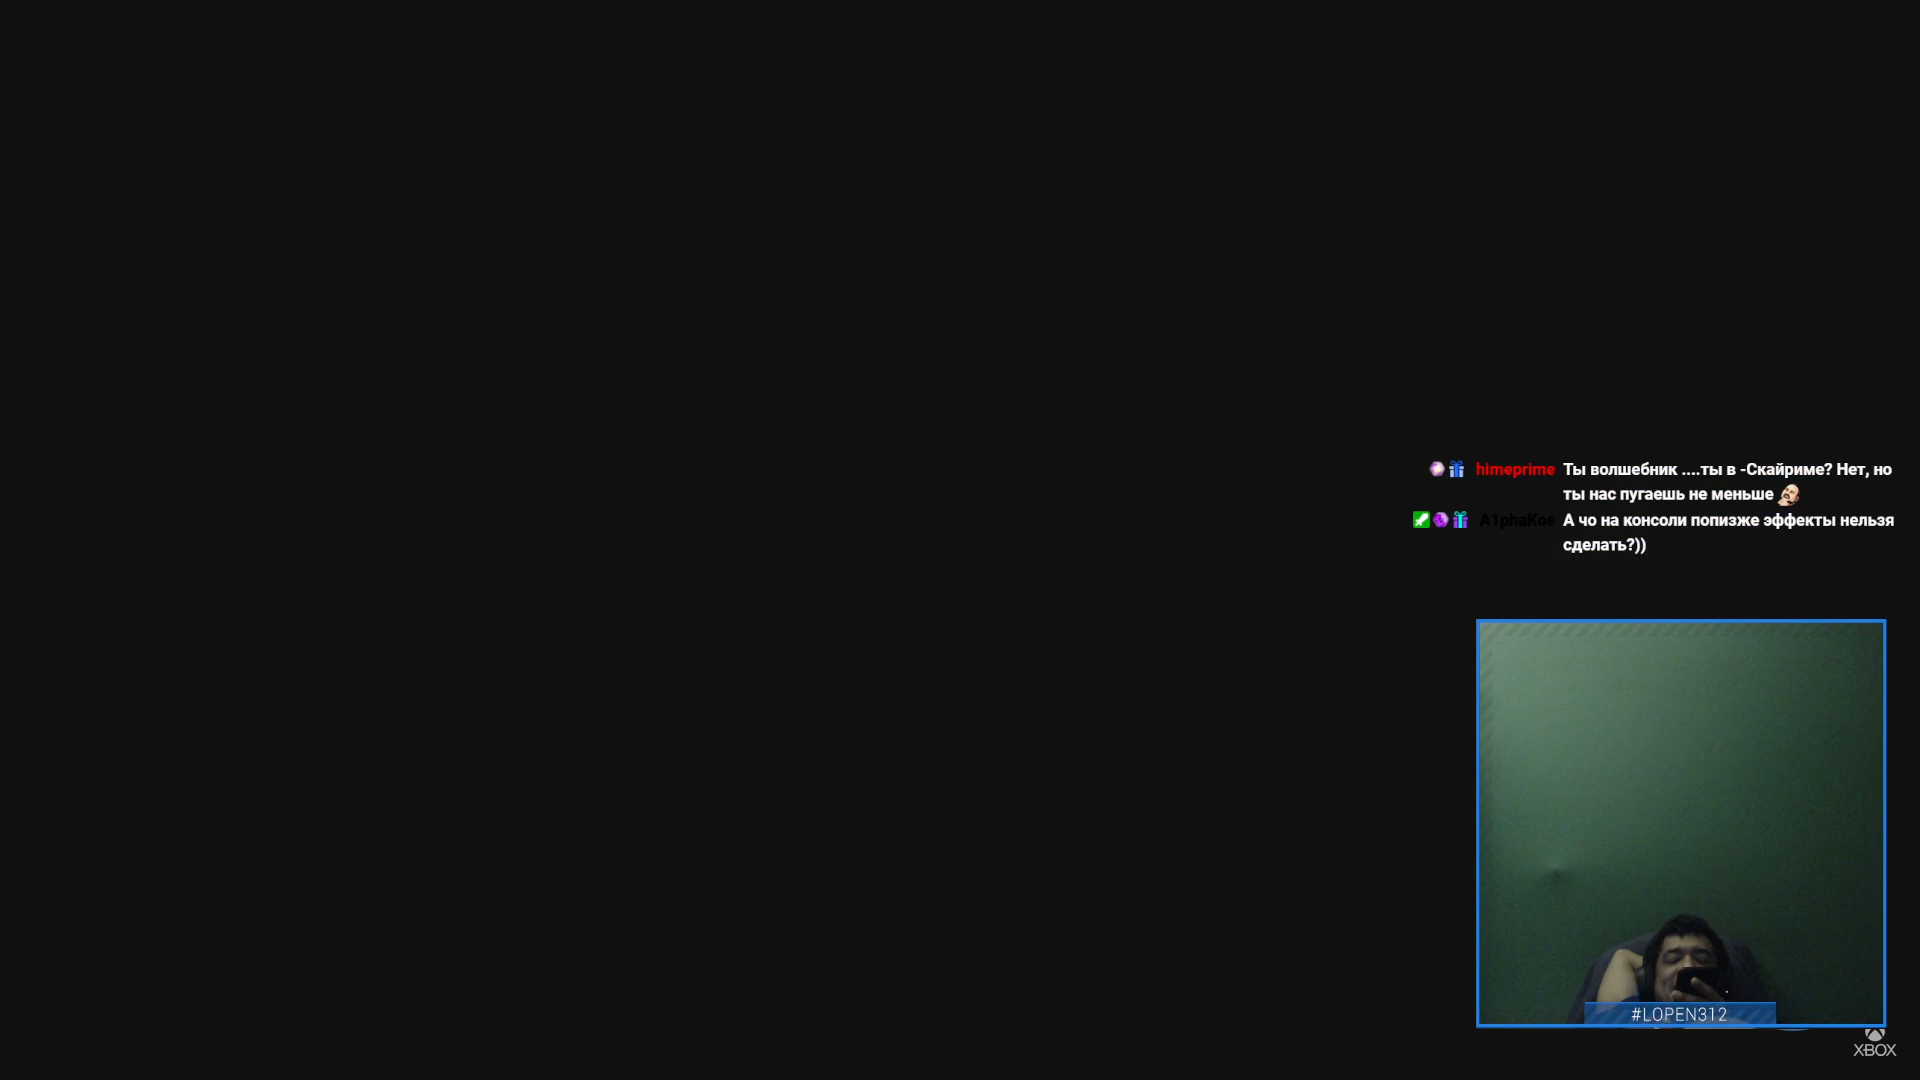 himeprime Ты волшебник ....ты в -Скайриме? Нет, но
ты нас пугаешь не меньше
A1phaKos А чо на консоли попизже эффекты нельзя
сделать?))
#LOPEN312
XBOX